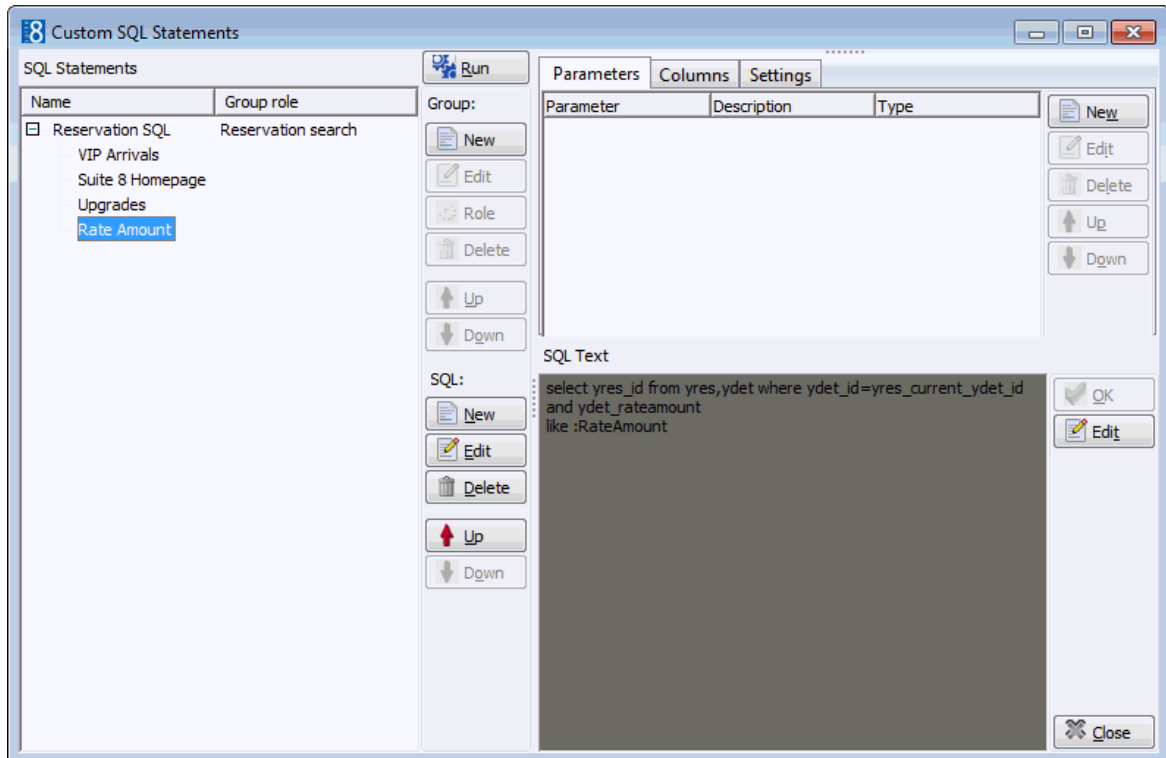 8 Custom SQL Statements
SQL Statements
Name Group role
Reservation SQL Reservation search
VIP Arrivals
Suite 8 Homepage
Upgrades
Rate Amount
Run
Group:
New
Edit
Role
Delete
Up
Down
SQL:
New
Edit
Delete
Up
Down
Parameters Columns Settings
Parameter Description Type
New
Edit
Delete
Up
Down
SQL Text
select yres_id from yres,ydet where ydet_id=yres_current_ydet_id
and ydet_rateamount
like :RateAmount
OK
Edit
Close